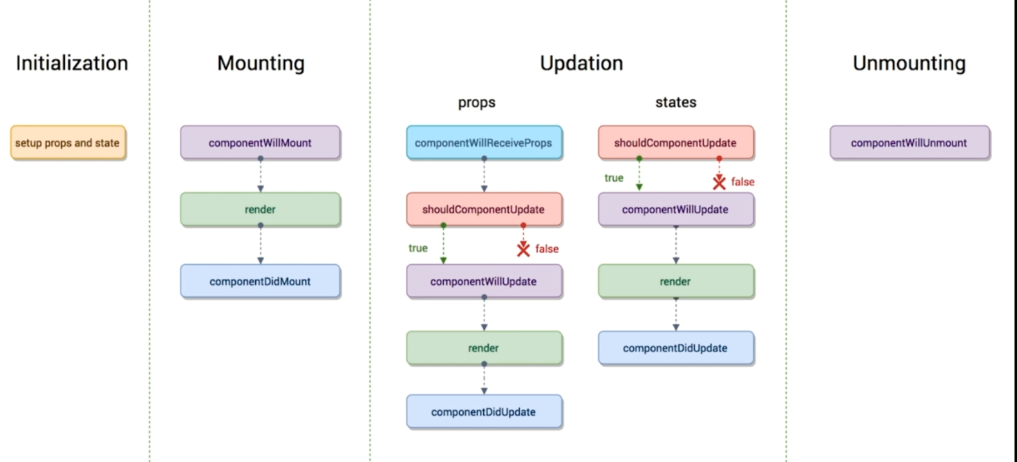 Initialization
Mounting
Updation
Unmounting
props
states
setup props and state
componentWillMount
render
componentDidMount
componentWillReceiveProps
shouldComponentUpdate
true
false
componentWillUpdate
render
componentDidUpdate
shouldComponentUpdate
true
false
componentWillUpdate
render
componentDidUpdate
componentWillUnmount